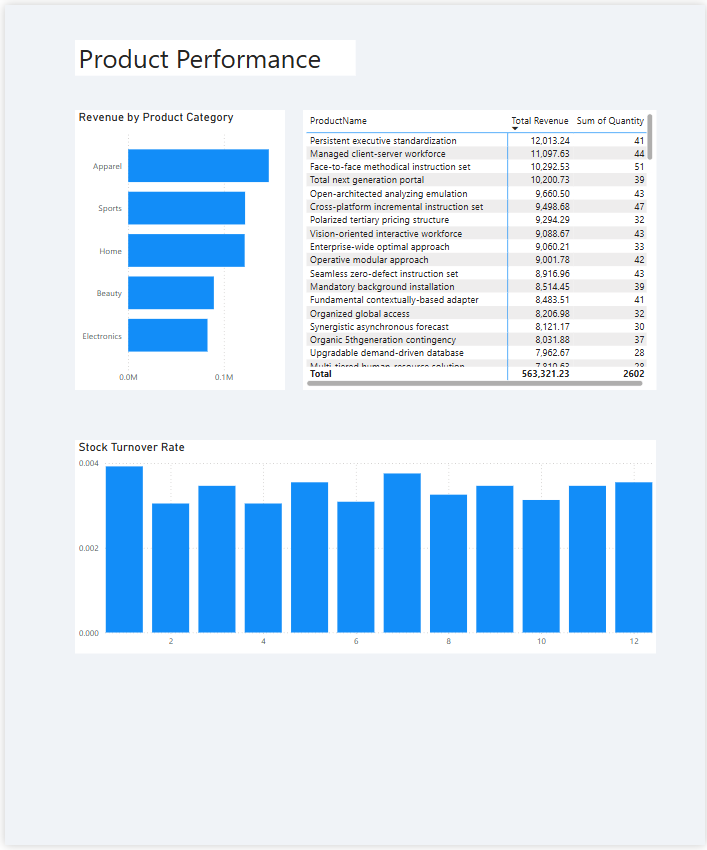 Product Performance
Revenue by Product Category
Apparel
Sports
Home
Beauty
Electronics
0.0M 0.1M
ProductName Total Revenue Sum of Quantity
Persistent executive standardization 12,013.24 41
Managed client-server workforce 11,097.63 44
Face-to-face methodical instruction set 10,292.53 51
Total next generation portal 10,200.73 39
Open-architected analyzing emulation 9,660.50 43
Cross-platform incremental instruction set 9,498.68 47
Polarized tertiary pricing structure 9,294.29 32
Vision-oriented interactive workforce 9,088.67 43
Enterprise-wide optimal approach 9,060.21 33
Operative modular approach 9,001.78 42
Seamless zero-defect instruction set 8,916.96 43
Mandatory background installation 8,514.45 39
Fundamental contextually-based adapter 8,483.51 41
Organized global access 8,206.98 32
Synergistic asynchronous forecast 8,121.17 30
Organic 5thgeneration contingency 8,031.88 37
Upgradable demand-driven database 7,962.67 28
Multi-tiered human-resource solution 7,810.63 28
Total 563,321.23 2602
Stock Turnover Rate
0.004
0.002
0.000
2 4 6 8 10 12